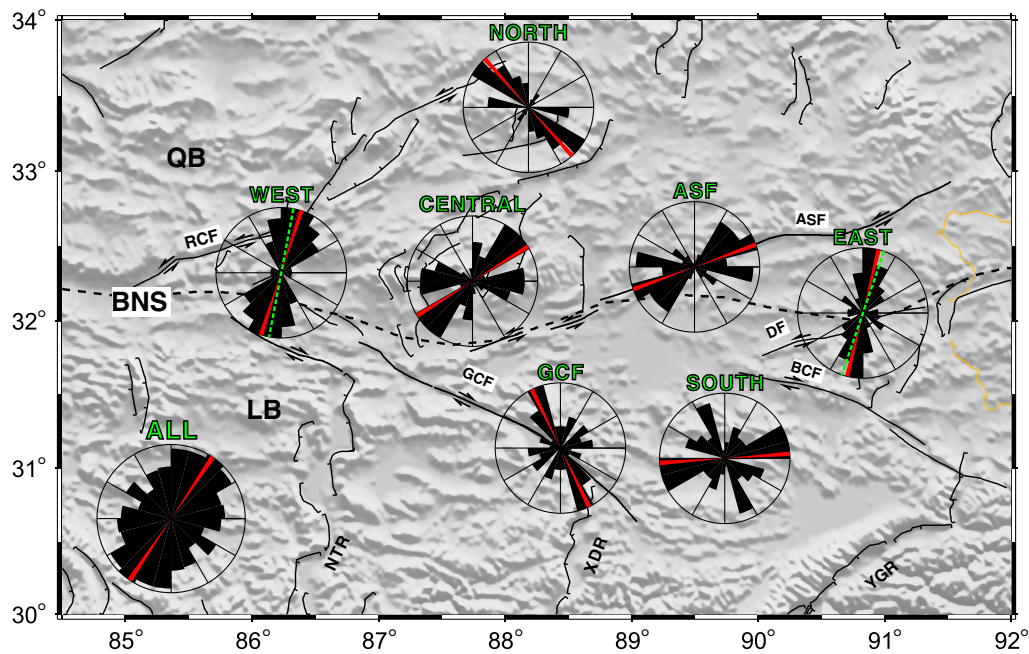 34°
NORTH
33°
QB
WEST
CENTRAL
ASF
ASF
RCF
EAST
BNS
32°
DF
GCF
GCF
BCF
SOUTH
LB
ALL
31°
NTR
XDR
YGR
30°
85°
86°
87°
88°
89°
90°
91°
92°